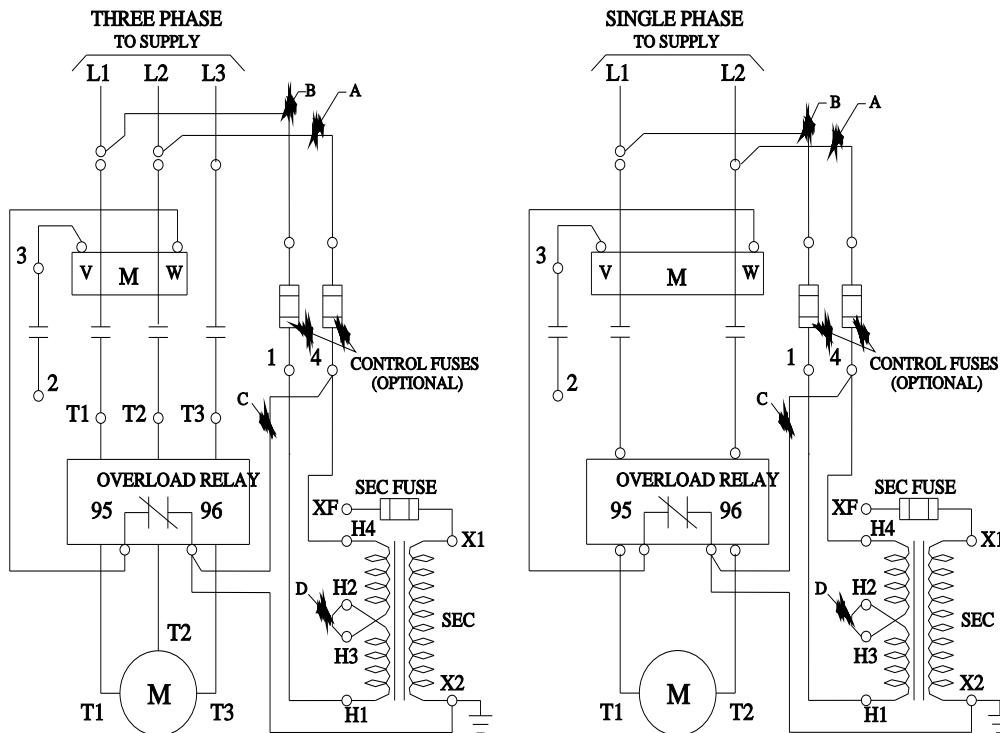 THREE PHASE
TO SUPPLY
L1 L2 L3
B
A
3
V M W
1 4
CONTROL FUSES
(OPTIONAL)
2
T1 T2 T3
C
OVERLOAD RELAY
95 96
SEC FUSE
XF
H4
X1
D
H2
SEC
H3
T2
X2
T1 M T3
H1
SINGLE PHASE
TO SUPPLY
L1 L2
B
A
3
V M W
1 4
CONTROL FUSES
(OPTIONAL)
2
C
OVERLOAD RELAY
95 96
SEC FUSE
XF
H4
X1
D
H2
SEC
H3
X2
T1 M T2
H1